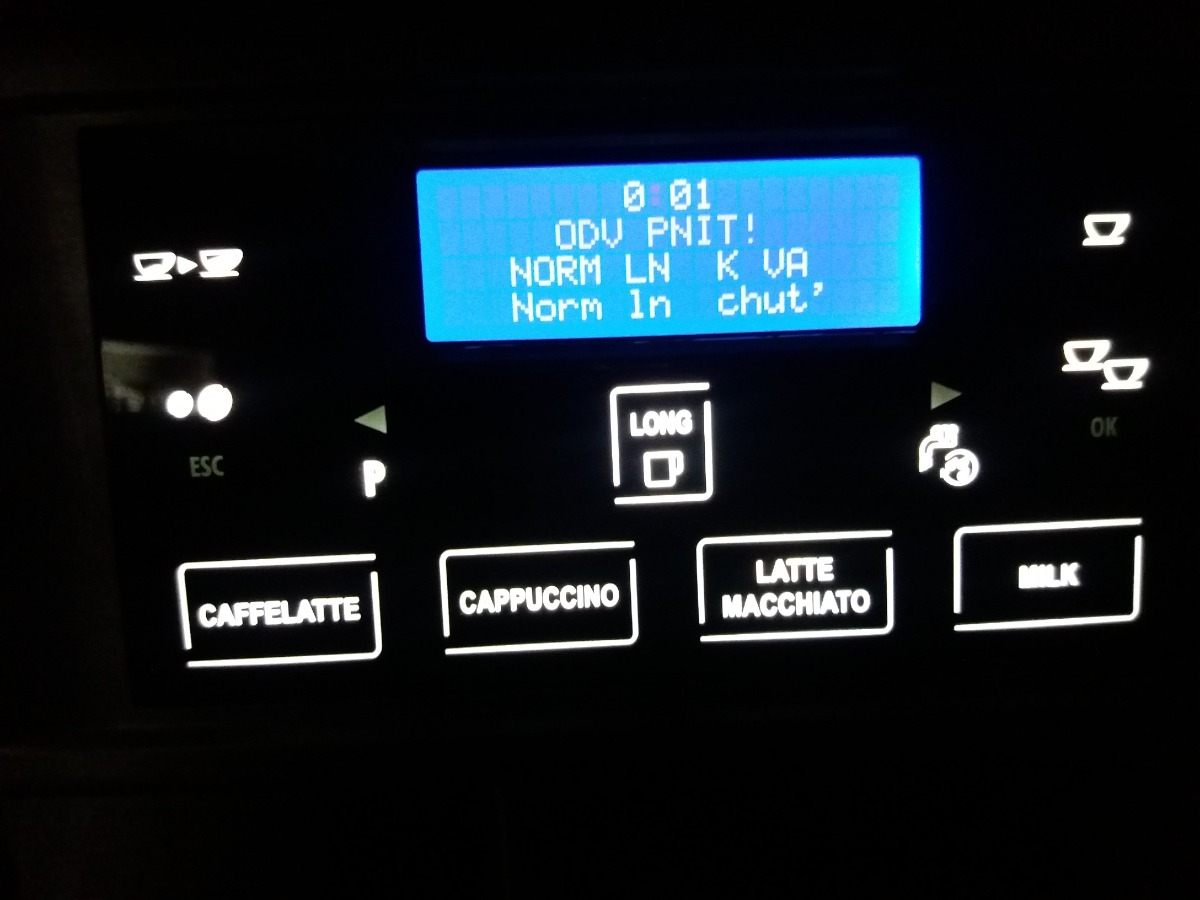 0:01
ODV PNIT!
NORM LN K VA
Norm ln chut'
LONG
ESC
P
OK
CAFFELATTE
CAPPUCCINO
LATTE
MACCHIATO
MILK